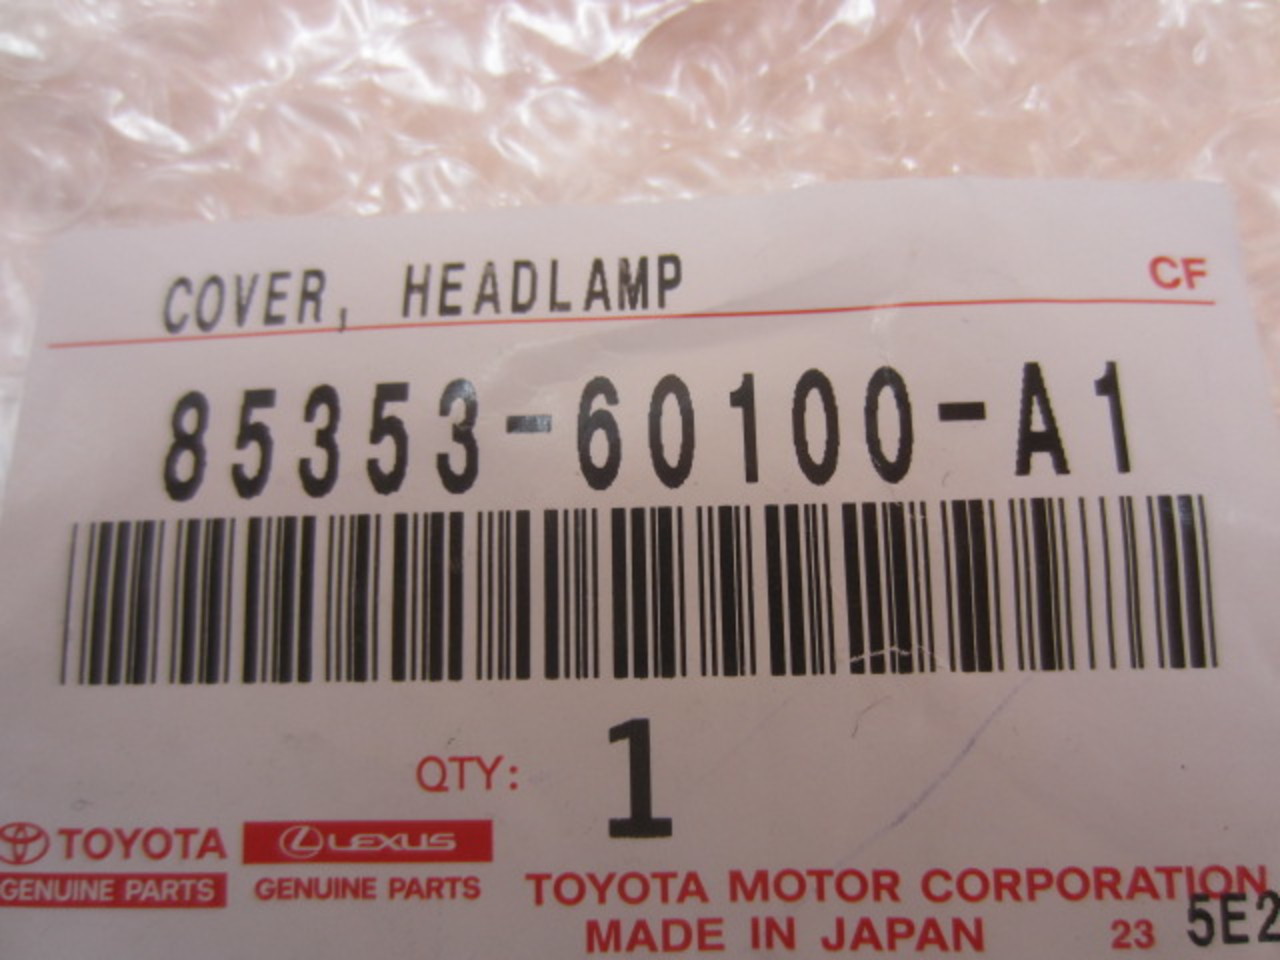 COVER, HEADLAMP
CF
85353-60100-A1
QTY: 1
TOYOTA LEXUS
GENUINE PARTS GENUINE PARTS
TOYOTA MOTOR CORPORATION
MADE IN JAPAN 23 5E2